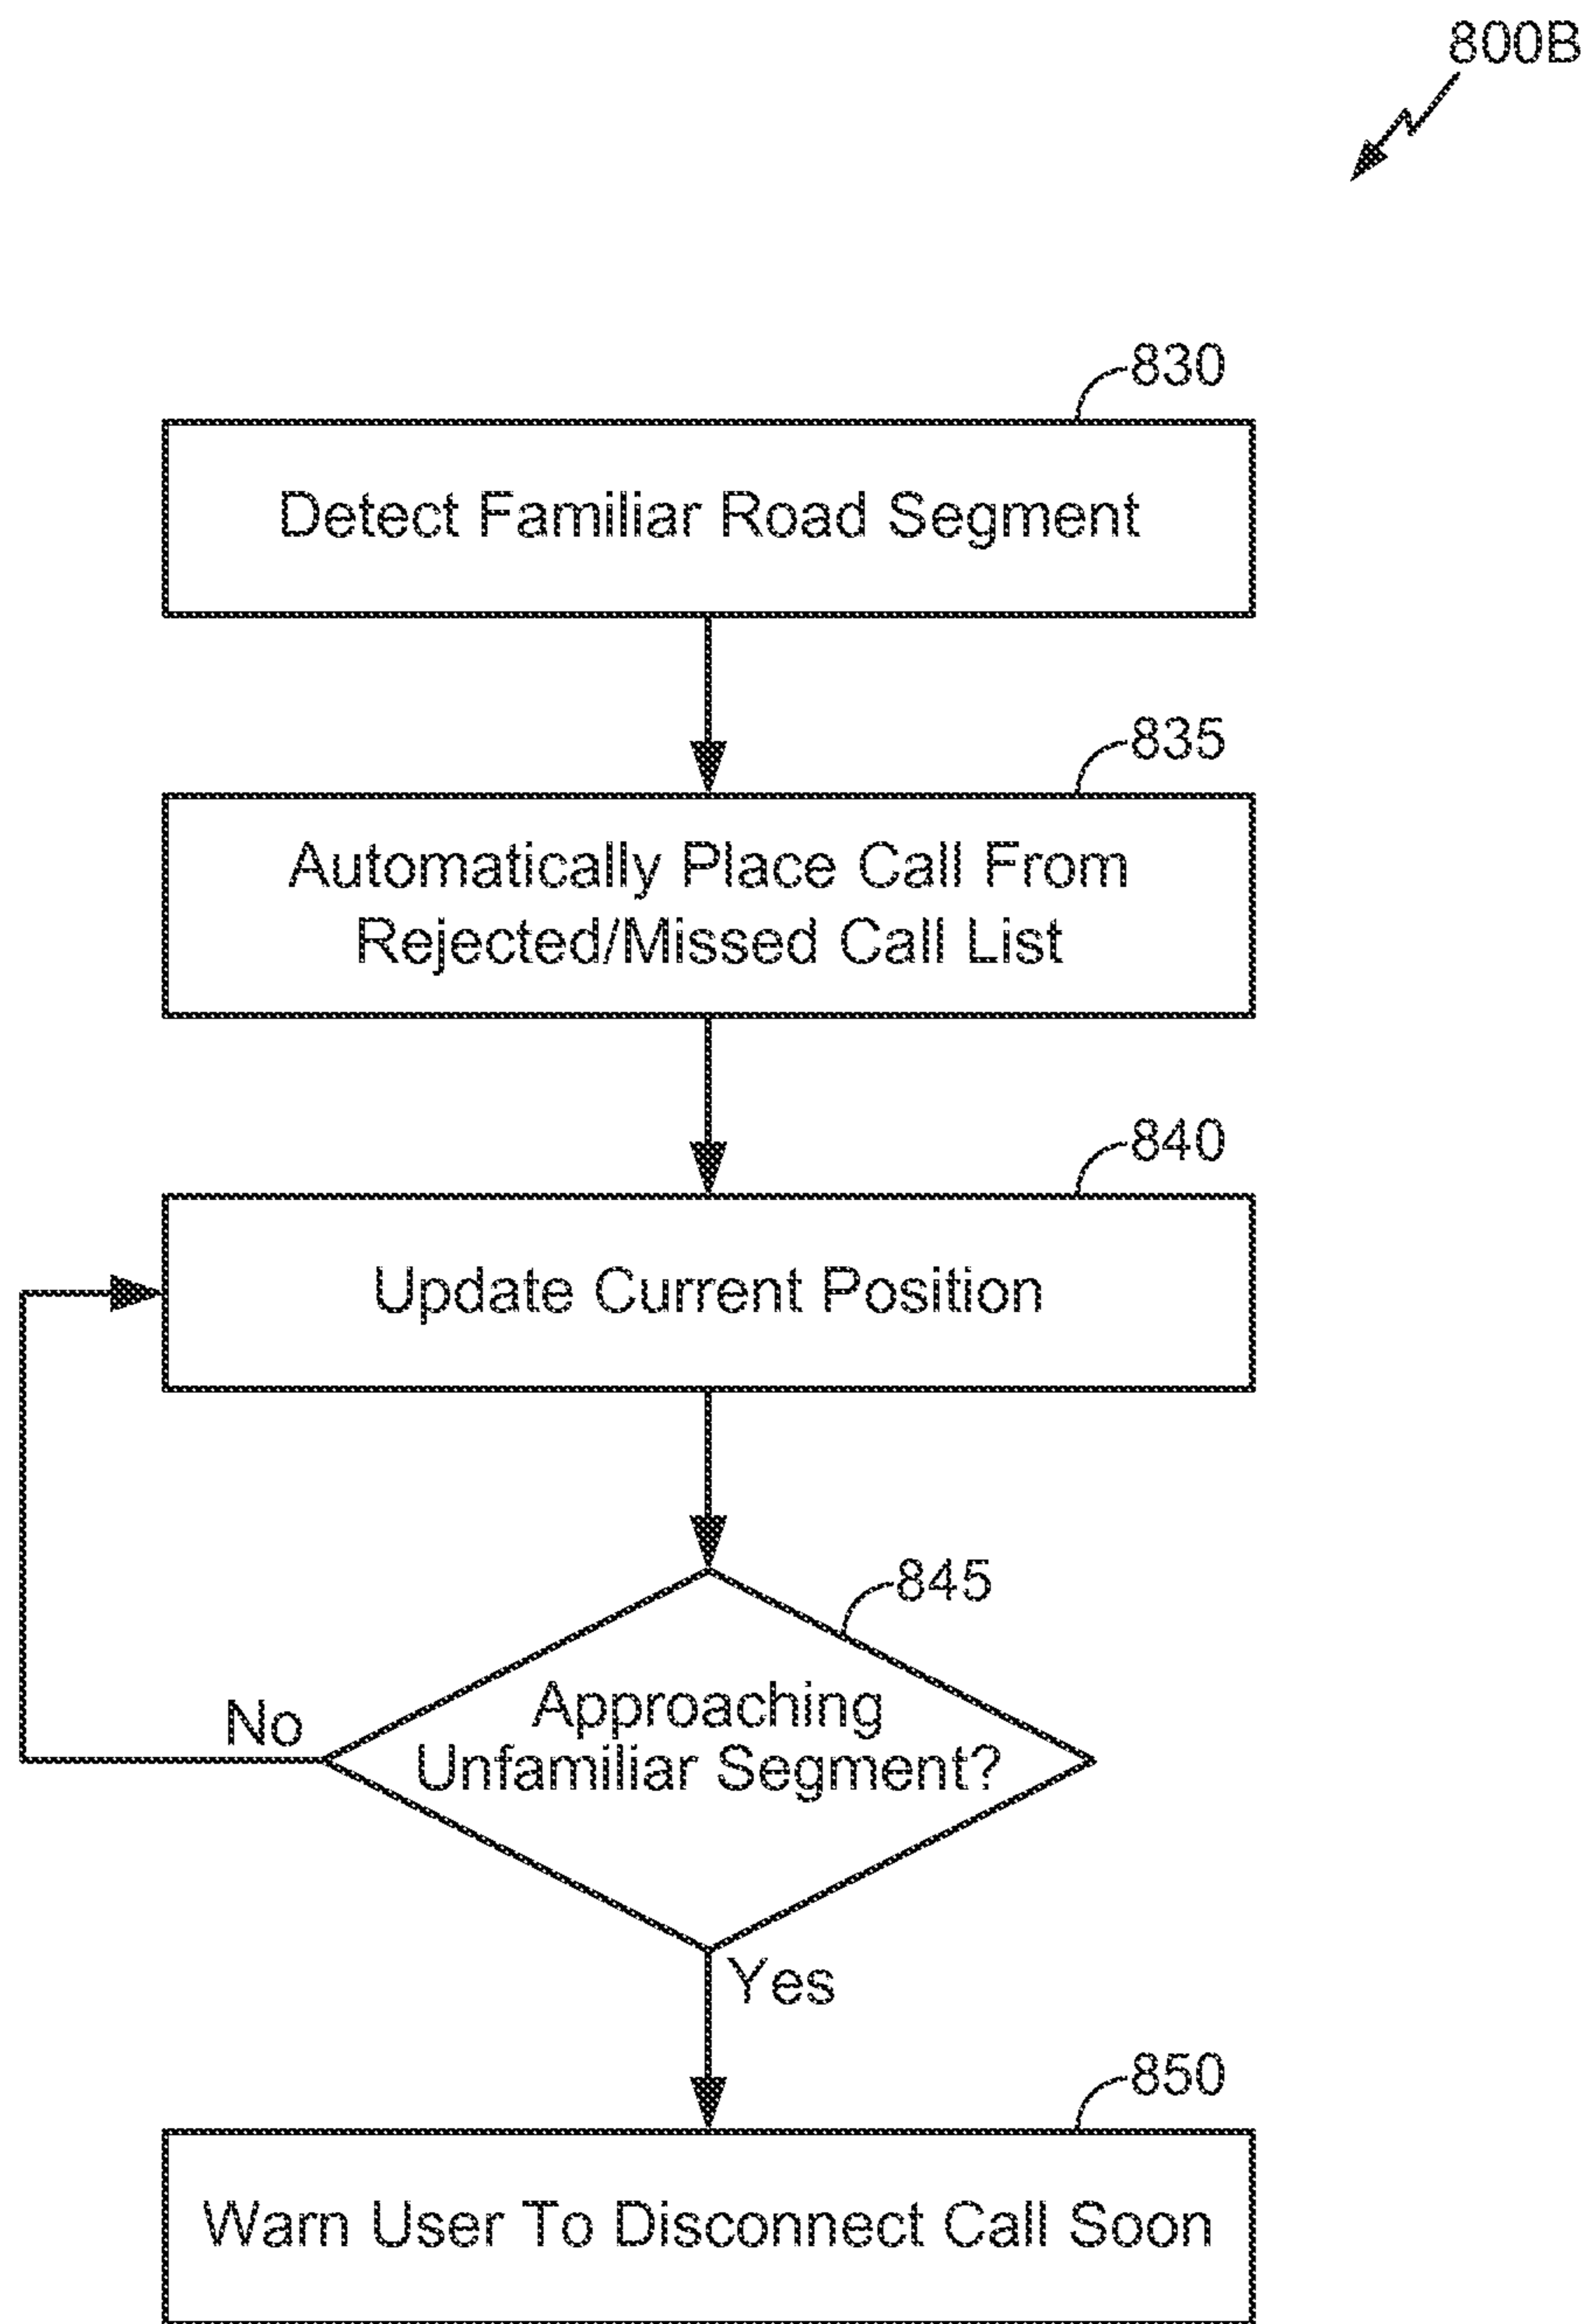 800B
830
Detect Familiar Road Segment
835
Automatically Place Call From
Rejected/Missed Call List
840
Update Current Position
845
Approaching
Unfamiliar Segment?
No
Yes
850
Warn User To Disconnect Call Soon